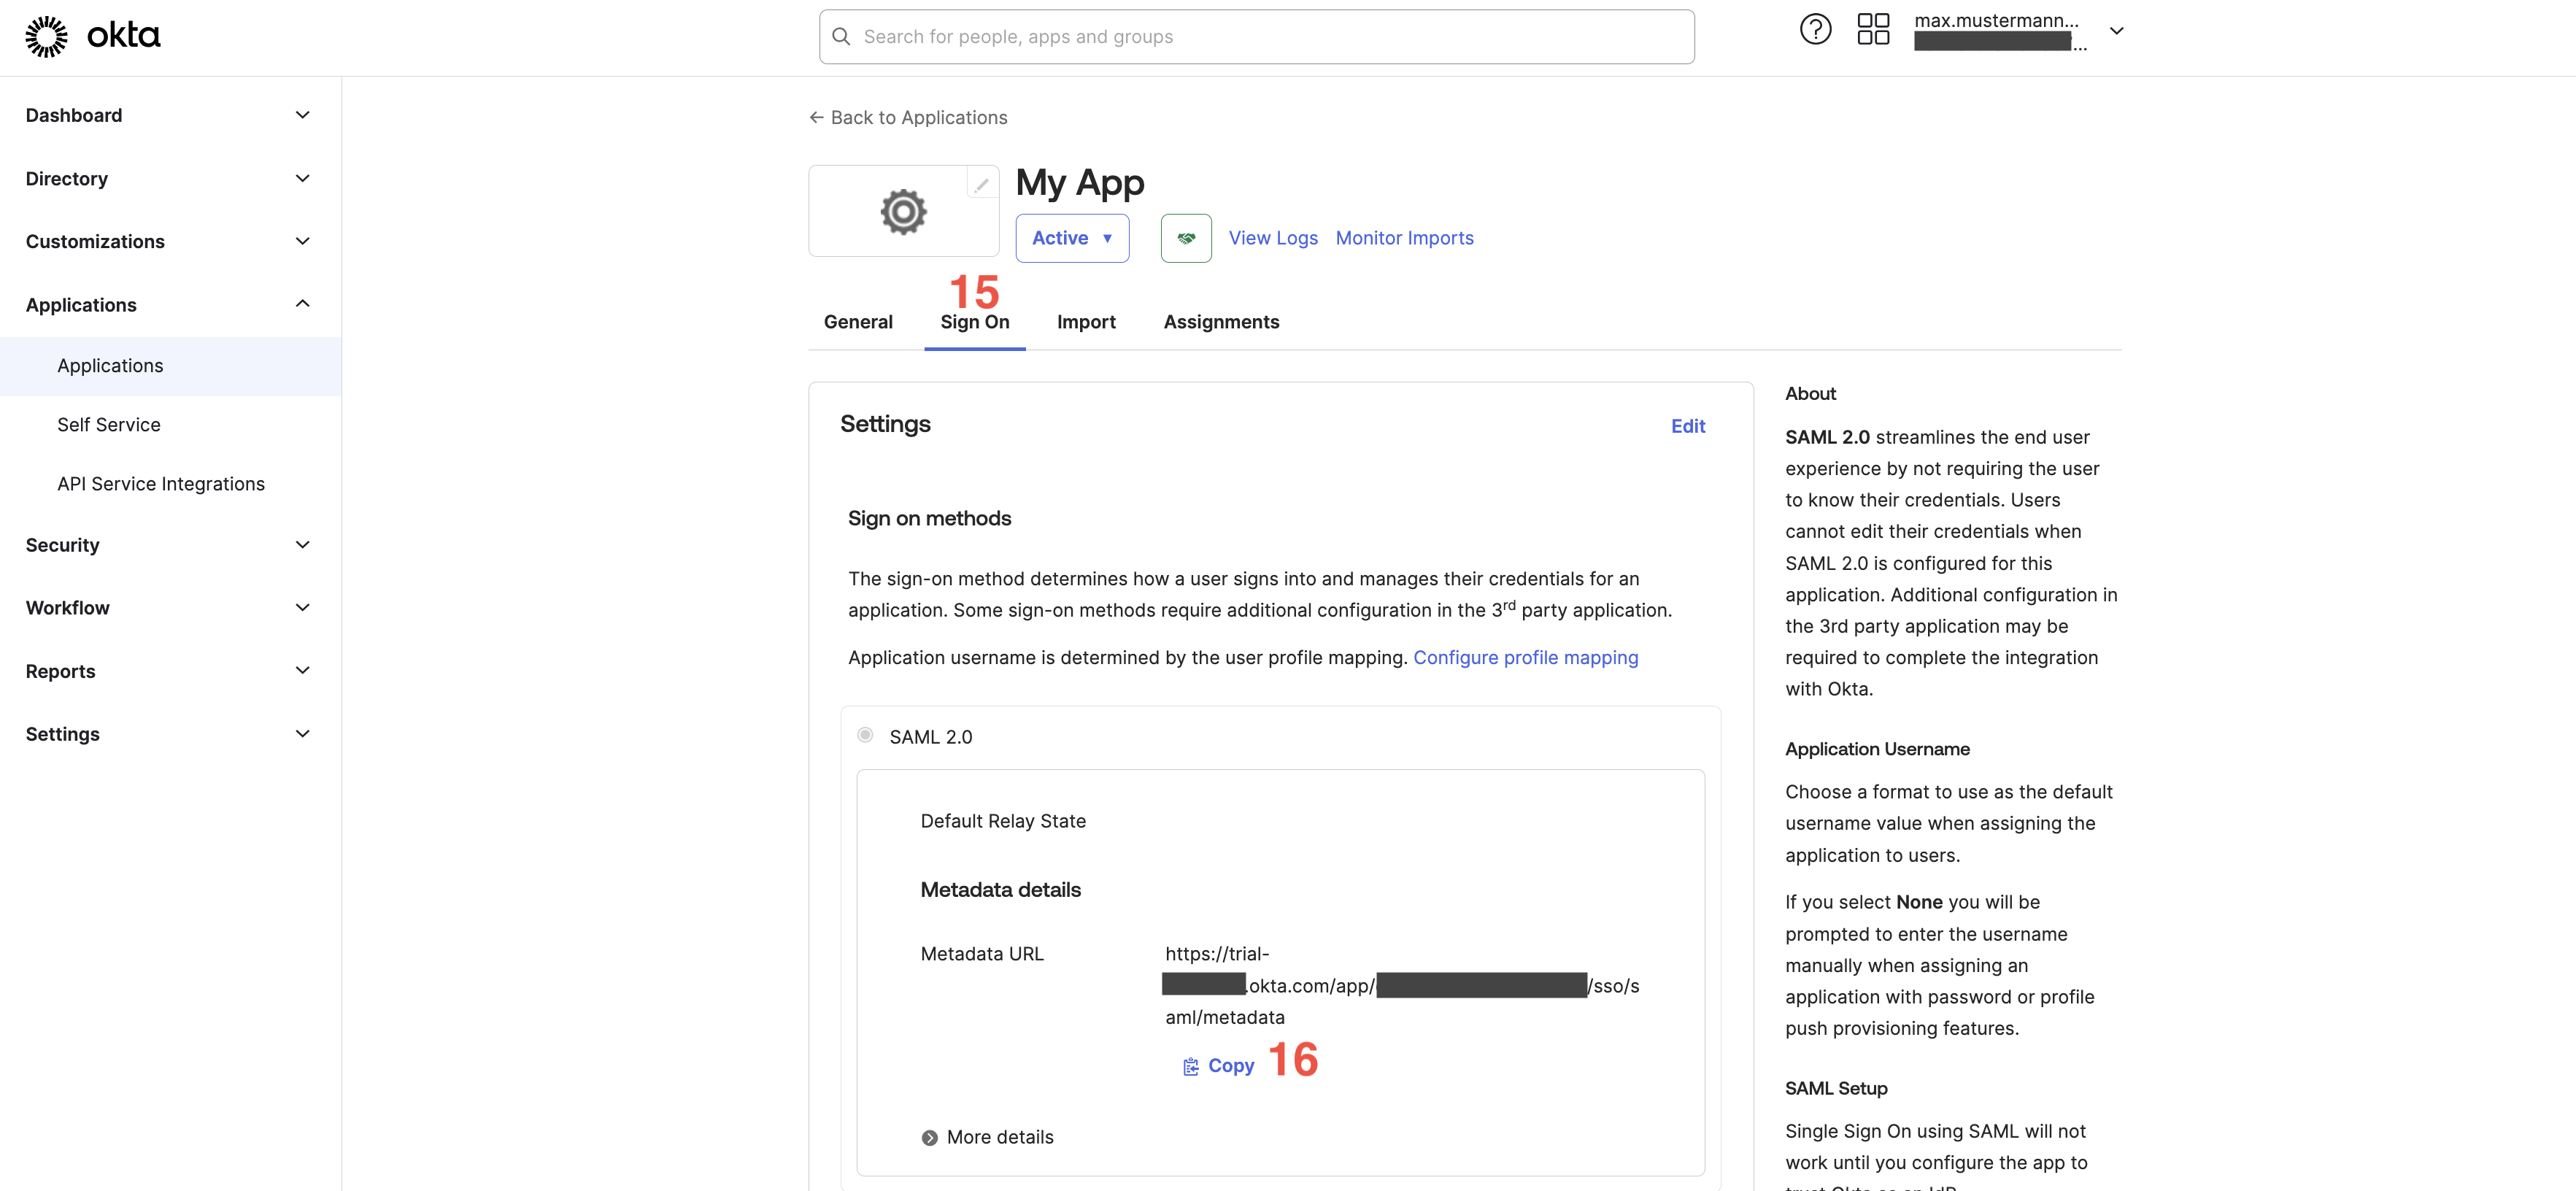 okta
Search for people, apps and groups
max.mustermann...
...
Dashboard
Directory
Customizations
Applications
Applications
Self Service
API Service Integrations
Security
Workflow
Reports
Settings
← Back to Applications
My App
Active ▼
View Logs
Monitor Imports
15
General
Sign On
Import
Assignments
Settings
Edit
Sign on methods
The sign-on method determines how a user signs into and manages their credentials for an
application. Some sign-on methods require additional configuration in the 3rd party application.
Application username is determined by the user profile mapping. Configure profile mapping
SAML 2.0
Default Relay State
Metadata details
Metadata URL
https://trial-
.okta.com/app/ /sso/s
aml/metadata
Copy 16
More details
About
SAML 2.0 streamlines the end user
experience by not requiring the user
to know their credentials. Users
cannot edit their credentials when
SAML 2.0 is configured for this
application. Additional configuration in
the 3rd party application may be
required to complete the integration
with Okta.
Application Username
Choose a format to use as the default
username value when assigning the
application to users.
If you select None you will be
prompted to enter the username
manually when assigning an
application with password or profile
push provisioning features.
SAML Setup
Single Sign On using SAML will not
work until you configure the app to
trust Okta as an IdP.